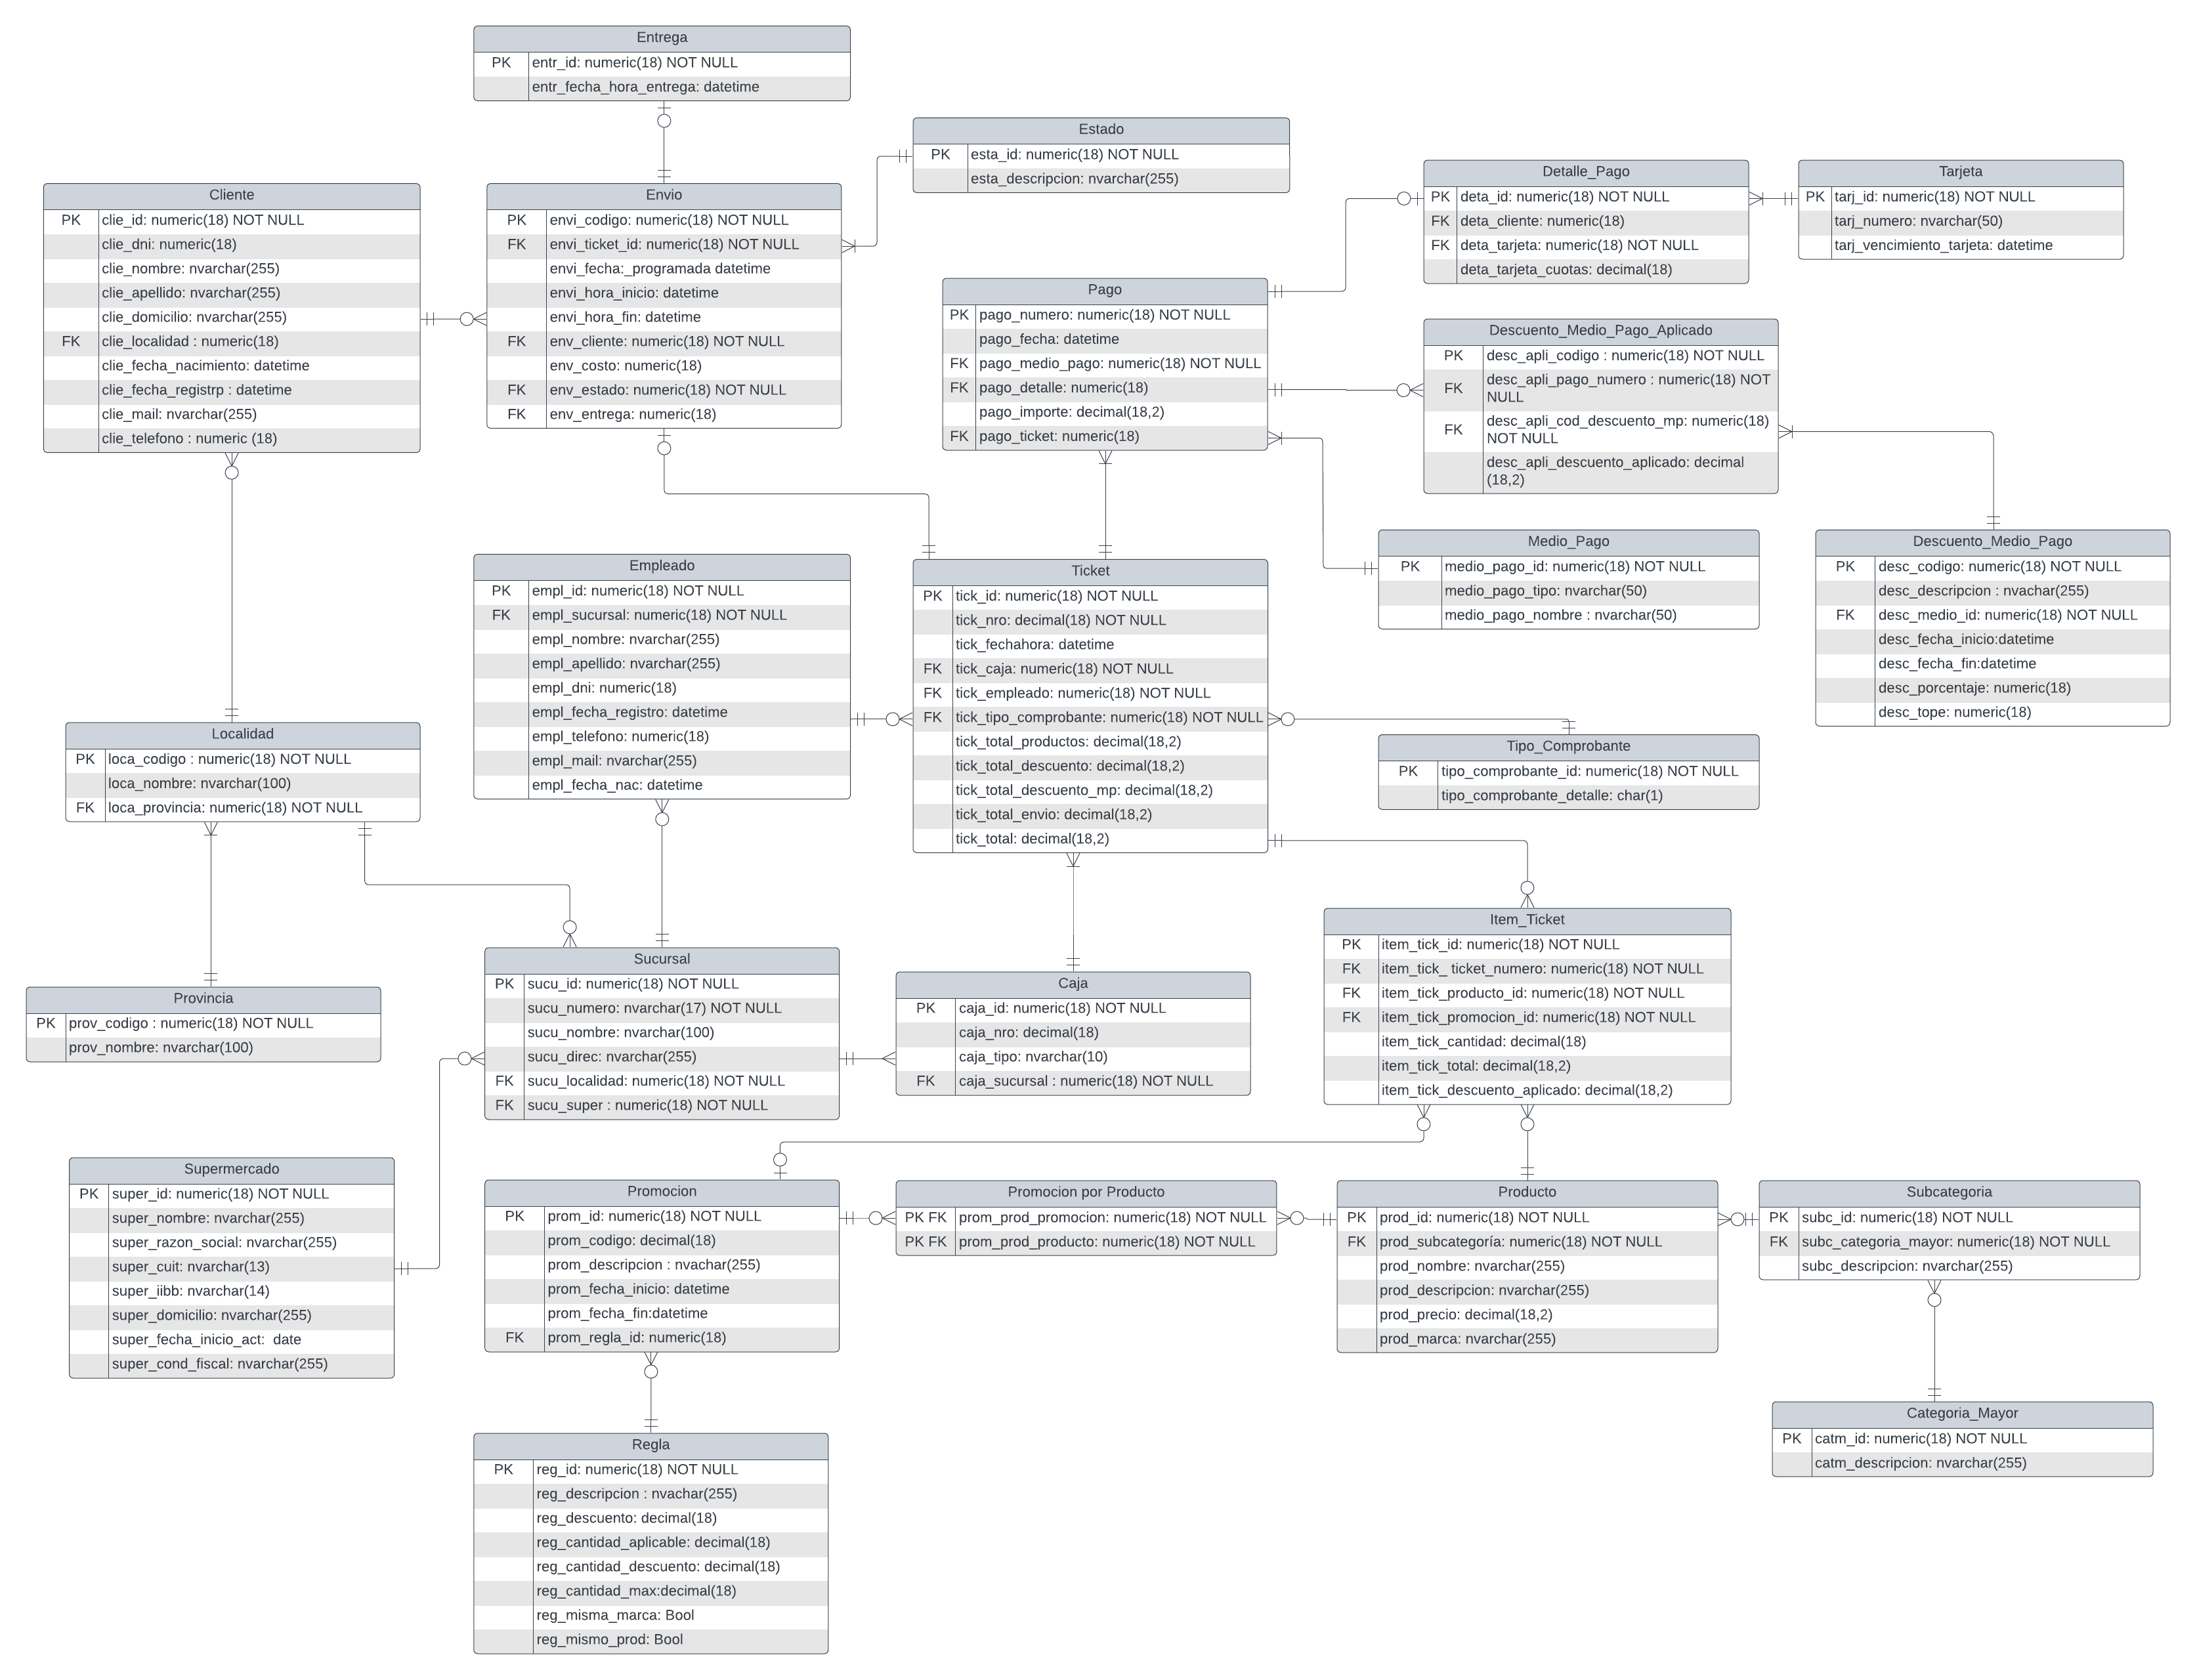 Entrega
PK entr_id: numeric(18) NOT NULL
entr_fecha_hora_entrega: datetime
Estado
PK esta_id: numeric(18) NOT NULL
esta_descripcion: nvarchar(255)
Detalle_Pago
PK deta_id: numeric(18) NOT NULL
FK deta_cliente: numeric(18)
FK deta_tarjeta: numeric(18) NOT NULL
deta_tarjeta_cuotas: decimal(18)
Tarjeta
PK tarj_id: numeric(18) NOT NULL
tarj_numero: nvarchar(50)
tarj_vencimiento_tarjeta: datetime
Cliente
PK clie_id: numeric(18) NOT NULL
clie_dni: numeric(18)
clie_nombre: nvarchar(255)
clie_apellido: nvarchar(255)
clie_domicilio: nvarchar(255)
FK clie_localidad : numeric(18)
clie_fecha_nacimiento: datetime
clie_fecha_registrp : datetime
clie_mail: nvarchar(255)
clie_telefono : numeric (18)
Envio
PK envi_codigo: numeric(18) NOT NULL
FK envi_ticket_id: numeric(18) NOT NULL
envi_fecha:_programada datetime
envi_hora_inicio: datetime
envi_hora_fin: datetime
FK env_cliente: numeric(18) NOT NULL
env_costo: numeric(18)
FK env_estado: numeric(18) NOT NULL
FK env_entrega: numeric(18)
Pago
PK pago_numero: numeric(18) NOT NULL
pago_fecha: datetime
FK pago_medio_pago: numeric(18) NOT NULL
FK pago_detalle: numeric(18)
pago_importe: decimal(18,2)
FK pago_ticket: numeric(18)
Descuento_Medio_Pago_Aplicado
PK desc_apli_codigo : numeric(18) NOT NULL
FK desc_apli_pago_numero : numeric(18) NOT
NULL
FK desc_apli_cod_descuento_mp: numeric(18)
NOT NULL
desc_apli_descuento_aplicado: decimal
(18,2)
Medio_Pago
PK medio_pago_id: numeric(18) NOT NULL
medio_pago_tipo: nvarchar(50)
medio_pago_nombre : nvarchar(50)
Descuento_Medio_Pago
PK desc_codigo: numeric(18) NOT NULL
desc_descripcion : nvachar(255)
FK desc_medio_id: numeric(18) NOT NULL
desc_fecha_inicio:datetime
desc_fecha_fin:datetime
desc_porcentaje: numeric(18)
desc_tope: numeric(18)
Empleado
PK empl_id: numeric(18) NOT NULL
FK empl_sucursal: numeric(18) NOT NULL
empl_nombre: nvarchar(255)
empl_apellido: nvarchar(255)
empl_dni: numeric(18)
empl_fecha_registro: datetime
empl_telefono: numeric(18)
empl_mail: nvarchar(255)
empl_fecha_nac: datetime
Ticket
PK tick_id: numeric(18) NOT NULL
tick_nro: decimal(18) NOT NULL
tick_fechahora: datetime
FK tick_caja: numeric(18) NOT NULL
FK tick_empleado: numeric(18) NOT NULL
FK tick_tipo_comprobante: numeric(18) NOT NULL
tick_total_productos: decimal(18,2)
tick_total_descuento: decimal(18,2)
tick_total_descuento_mp: decimal(18,2)
tick_total_envio: decimal(18,2)
tick_total: decimal(18,2)
Tipo_Comprobante
PK tipo_comprobante_id: numeric(18) NOT NULL
tipo_comprobante_detalle: char(1)
Localidad
PK loca_codigo : numeric(18) NOT NULL
loca_nombre: nvarchar(100)
FK loca_provincia: numeric(18) NOT NULL
Item_Ticket
PK item_tick_id: numeric(18) NOT NULL
FK item_tick_ ticket_numero: numeric(18) NOT NULL
FK item_tick_producto_id: numeric(18) NOT NULL
FK item_tick_promocion_id: numeric(18) NOT NULL
item_tick_cantidad: decimal(18)
item_tick_total: decimal(18,2)
item_tick_descuento_aplicado: decimal(18,2)
Sucursal
PK sucu_id: numeric(18) NOT NULL
sucu_numero: nvarchar(17) NOT NULL
sucu_nombre: nvarchar(100)
sucu_direc: nvarchar(255)
FK sucu_localidad: numeric(18) NOT NULL
FK sucu_super : numeric(18) NOT NULL
Caja
PK caja_id: numeric(18) NOT NULL
caja_nro: decimal(18)
caja_tipo: nvarchar(10)
FK caja_sucursal : numeric(18) NOT NULL
Provincia
PK prov_codigo : numeric(18) NOT NULL
prov_nombre: nvarchar(100)
Supermercado
PK super_id: numeric(18) NOT NULL
super_nombre: nvarchar(255)
super_razon_social: nvarchar(255)
super_cuit: nvarchar(13)
super_iibb: nvarchar(14)
super_domicilio: nvarchar(255)
super_fecha_inicio_act: date
super_cond_fiscal: nvarchar(255)
Promocion
PK prom_id: numeric(18) NOT NULL
prom_codigo: decimal(18)
prom_descripcion : nvachar(255)
prom_fecha_inicio: datetime
prom_fecha_fin:datetime
FK prom_regla_id: numeric(18)
Promocion por Producto
PK FK prom_prod_promocion: numeric(18) NOT NULL
PK FK prom_prod_producto: numeric(18) NOT NULL
Producto
PK prod_id: numeric(18) NOT NULL
FK prod_subcategoría: numeric(18) NOT NULL
prod_nombre: nvarchar(255)
prod_descripcion: nvarchar(255)
prod_precio: decimal(18,2)
prod_marca: nvarchar(255)
Subcategoria
PK subc_id: numeric(18) NOT NULL
FK subc_categoria_mayor: numeric(18) NOT NULL
subc_descripcion: nvarchar(255)
Categoria_Mayor
PK catm_id: numeric(18) NOT NULL
catm_descripcion: nvarchar(255)
Regla
PK reg_id: numeric(18) NOT NULL
reg_descripcion : nvachar(255)
reg_descuento: decimal(18)
reg_cantidad_aplicable: decimal(18)
reg_cantidad_descuento: decimal(18)
reg_cantidad_max:decimal(18)
reg_misma_marca: Bool
reg_mismo_prod: Bool